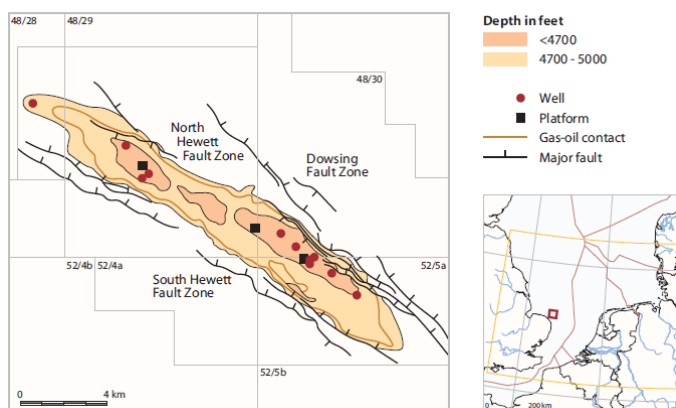 48/28
48/29
48/30
North
Hewett
Fault Zone
Dowsing
Fault Zone
52/4b
52/4a
52/5a
South Hewett
Fault Zone
52/5b
0
4 km
Depth in feet
<4700
4700 - 5000
Well
Platform
Gas-oil contact
Major fault
0
200km